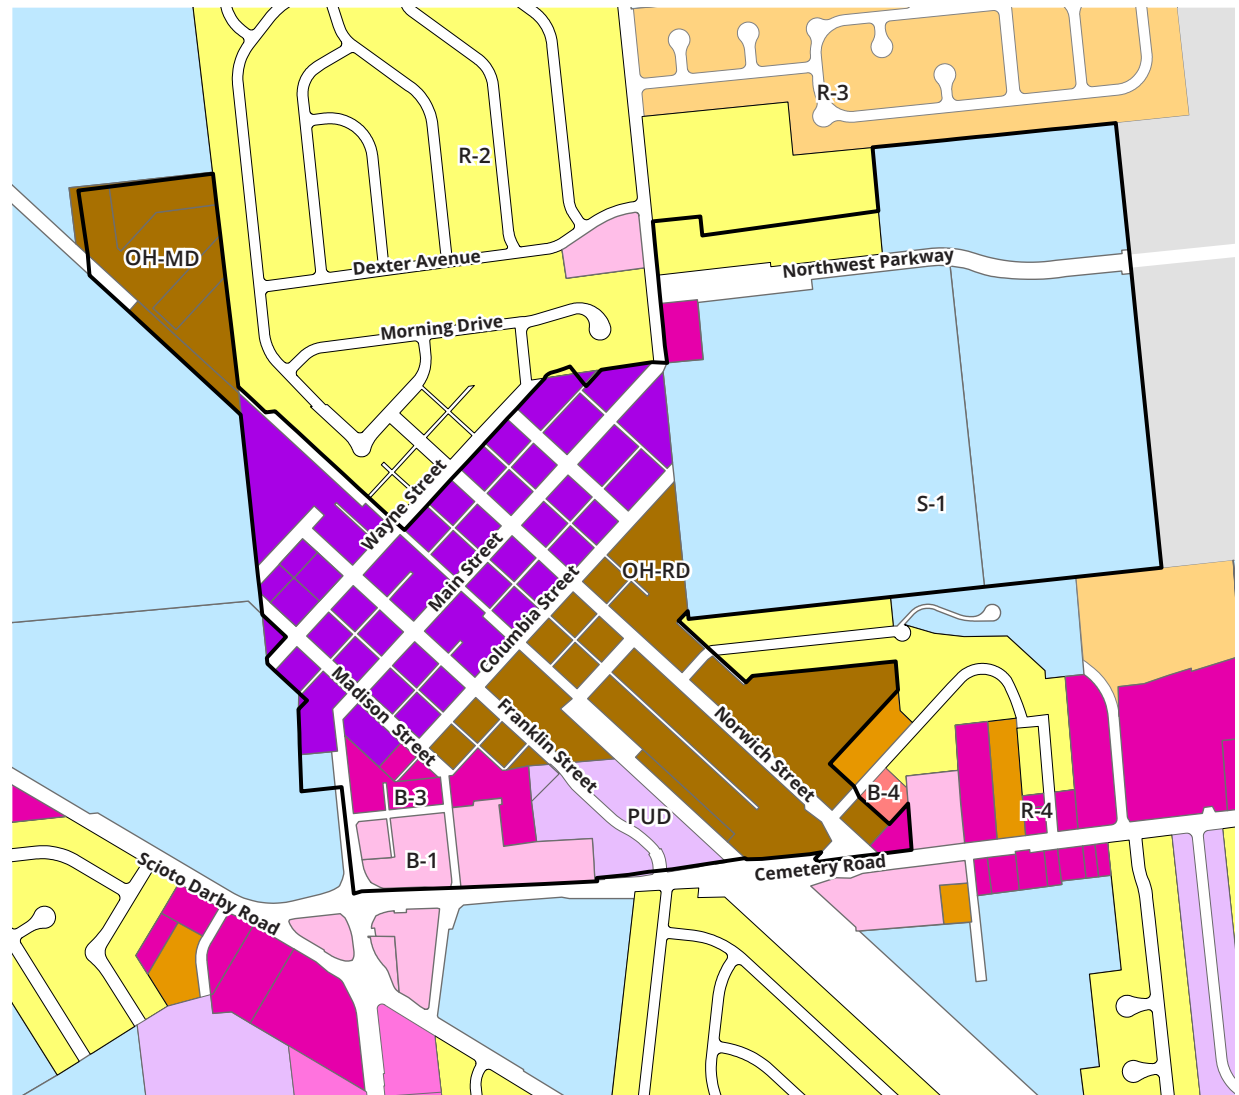 R-3
R-2
OH-MD
Dexter Avenue
Northwest Parkway
Morning Drive
S-1
Wayne Street
Main Street
OH-RD
Columbia Street
Madison Street
Franklin Street
Norwich Street
B-3
B-4
R-4
PUD
B-1
Cemetery Road
Scioto Darby Road